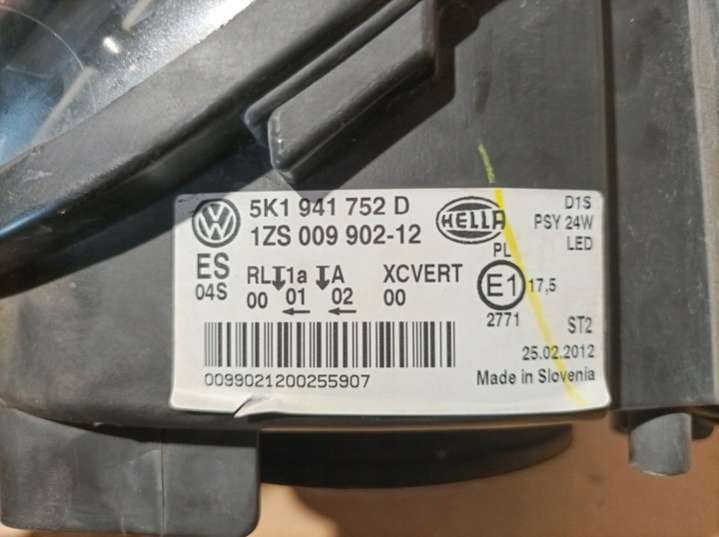 VW 5K1 941 752 D HELLA D1S
1ZS 009 902-12 PSY 24W
PL LED
ES RL 1a A XCVERT E1 17,5
04S 00 01 02 00
2771 ST2
25.02.2012
0099021200255907 Made in Slovenia